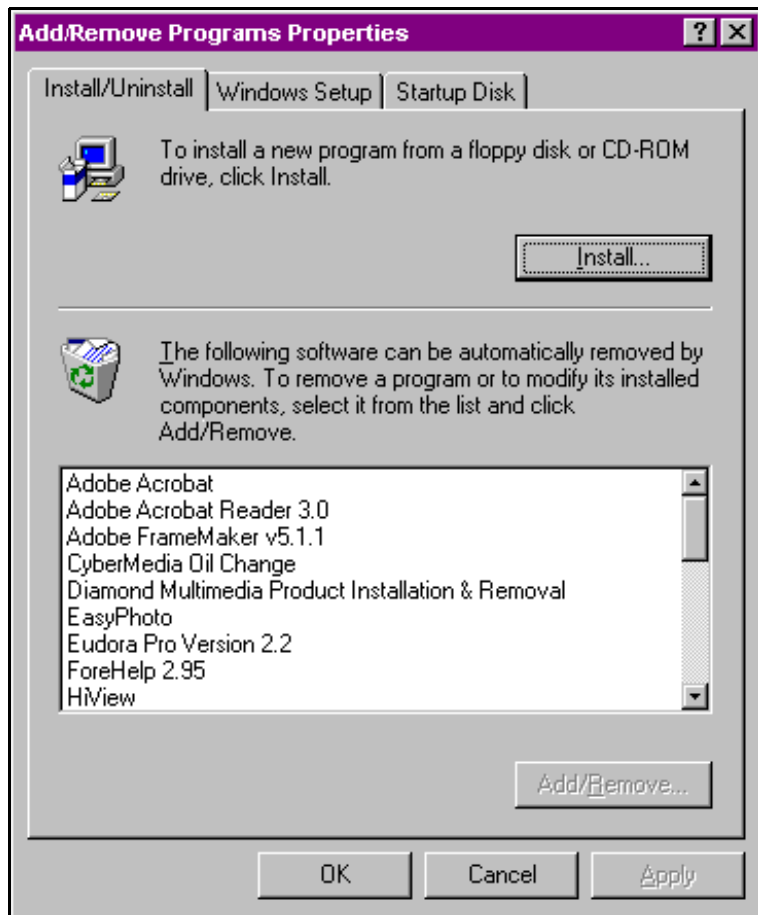 Add/Remove Programs Properties
Install/Uninstall Windows Setup Startup Disk
To install a new program from a floppy disk or CD-ROM
drive, click Install.
Install...
The following software can be automatically removed by
Windows. To remove a program or to modify its installed
components, select it from the list and click
Add/Remove.
Adobe Acrobat
Adobe Acrobat Reader 3.0
Adobe FrameMaker v5.1.1
CyberMedia Oil Change
Diamond Multimedia Product Installation & Removal
EasyPhoto
Eudora Pro Version 2.2
ForeHelp 2.95
HiView
Add/Remove...
OK Cancel Apply